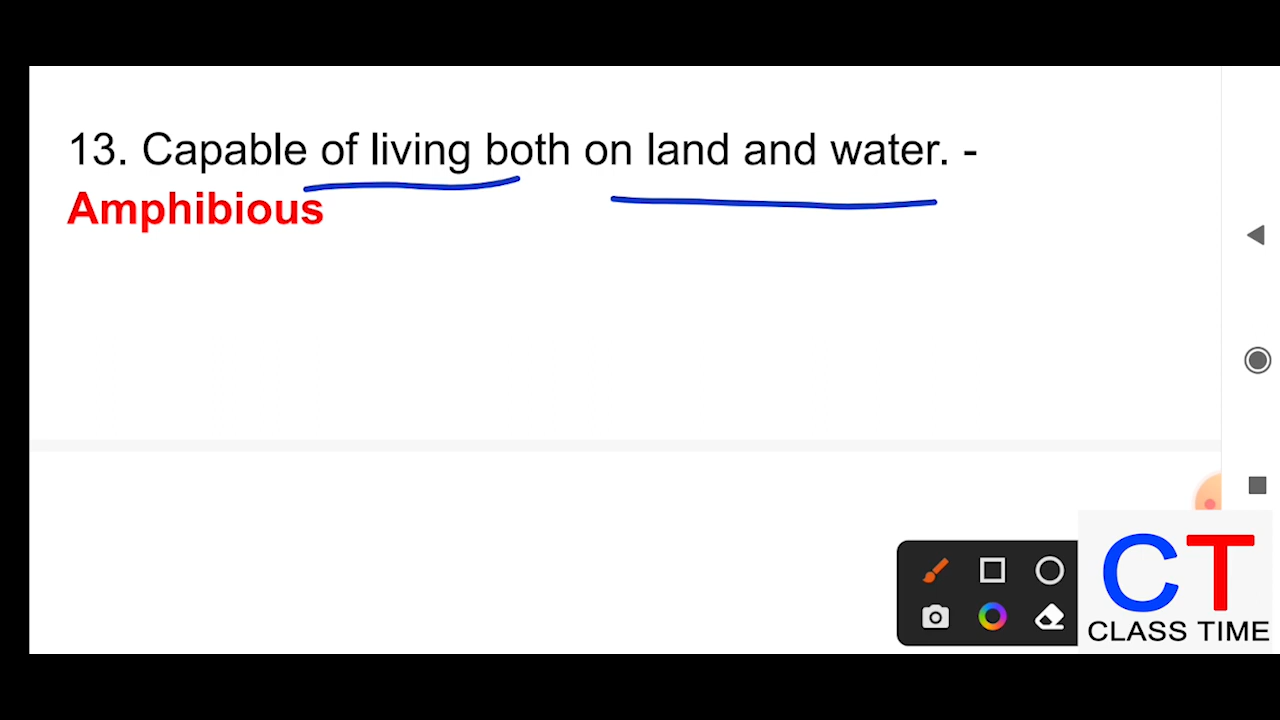 13. Capable of living both on land and water. -
Amphibious
CT
CLASS TIME